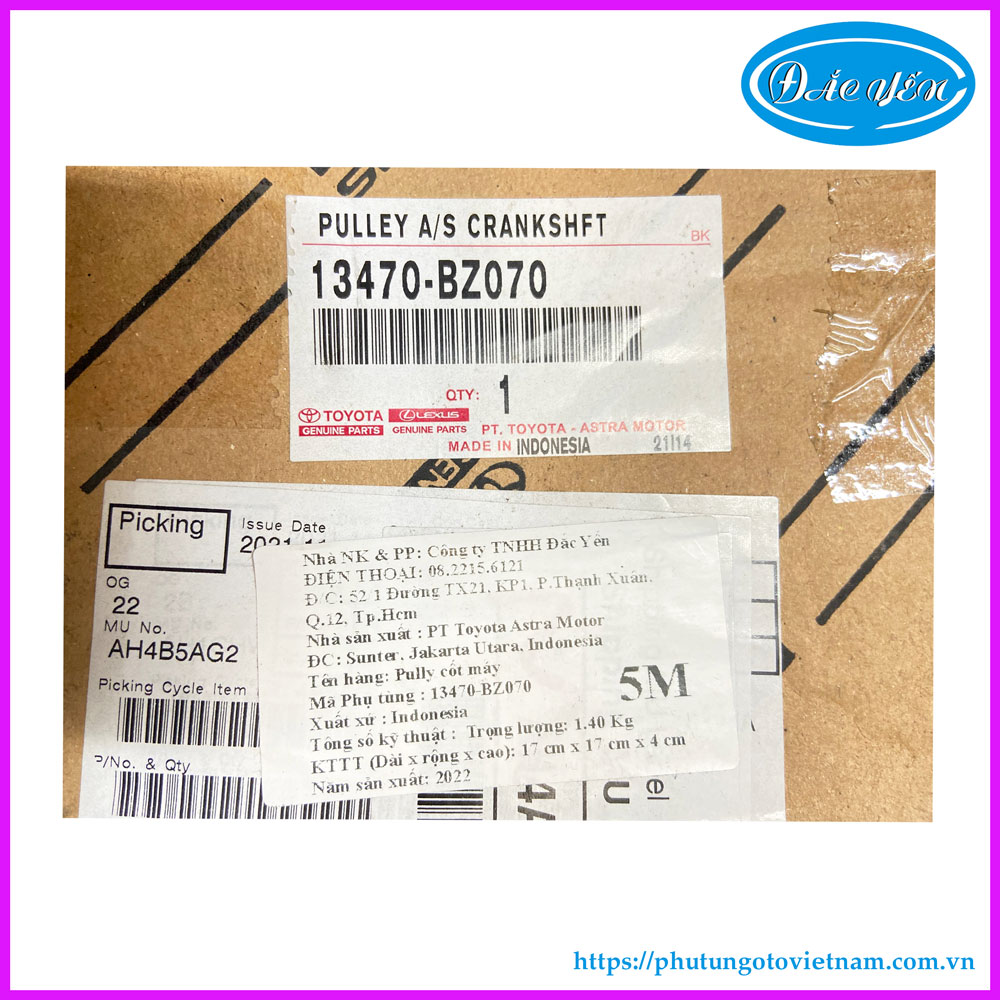 ĐẮC YẾN
PULLEY A/S CRANKSHFT
BK
13470-BZ070
QTY: 1
TOYOTA
GENUINE PARTS
LEXUS
GENUINE PARTS
PT. TOYOTA - ASTRA MOTOR
MADE IN INDONESIA
21114
Picking
Issue Date
2021.11
OG
22
MU No.
AH4B5AG2
Picking Cycle Item
P/No. & Qty
Nhà NK & PP: Công ty TNHH Đắc Yến
ĐIỆN THOẠI: 08.2215.6121
Đ/C: 52 1 Đường TX21, KP1, P.Thạnh Xuân,
Q.12, Tp.Hcm
Nhà sản xuất : PT Toyota Astra Motor
ĐC: Sunter, Jakarta Utara, Indonesia
Tên hàng: Pully cốt máy
Mã Phụ tùng : 13470-BZ070
Xuất xứ : Indonesia
Tổng số kỹ thuật : Trọng lượng: 1.40 Kg
KTTT (Dài x rộng x cao): 17 cm x 17 cm x 4 cm
Năm sản xuất: 2022
5M
el
U
https://phutungotovietnam.com.vn